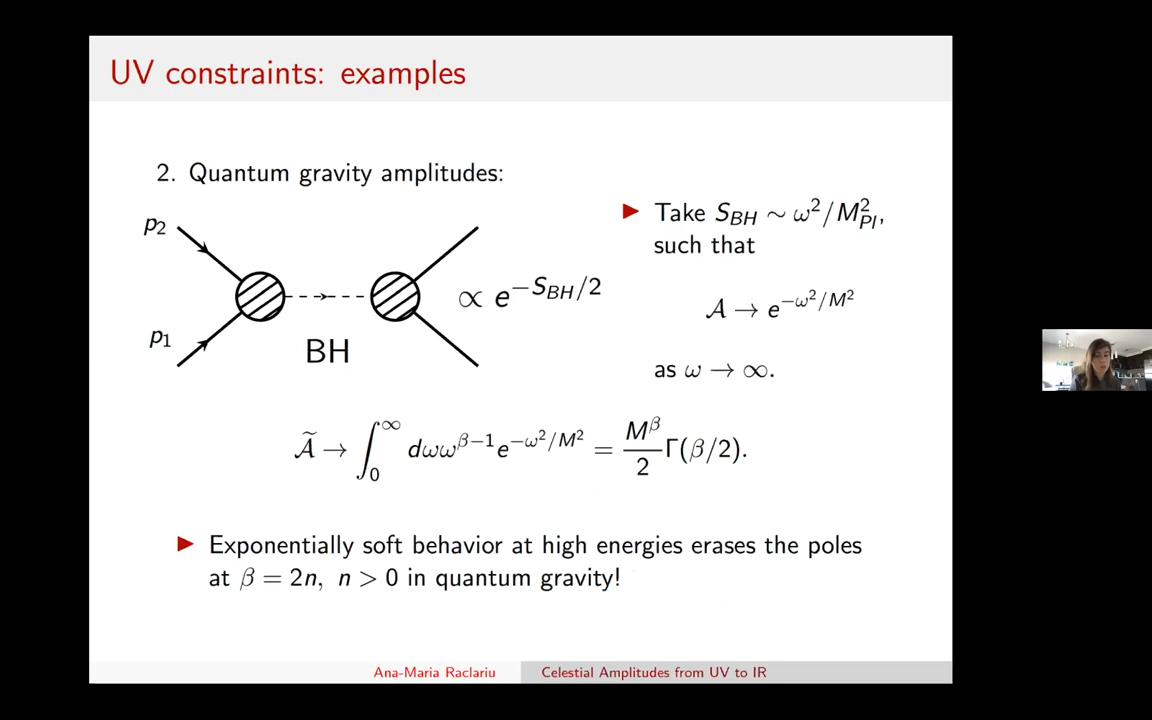 UV constraints: examples
2. Quantum gravity amplitudes:
p₂
p₁
BH
∝ e^{−S_{BH}/2}
▶ Take S_{BH} ∼ ω²/M²_{Pl},
such that
𝒜 → e^{−ω²/M²}
as ω → ∞.
𝒜̃ → ∫₀^∞ dωω^{β−1}e^{−ω²/M²} = M^β/2 Γ(β/2).
▶ Exponentially soft behavior at high energies erases the poles
at β = 2n, n > 0 in quantum gravity!
Ana-Maria Raclariu Celestial Amplitudes from UV to IR